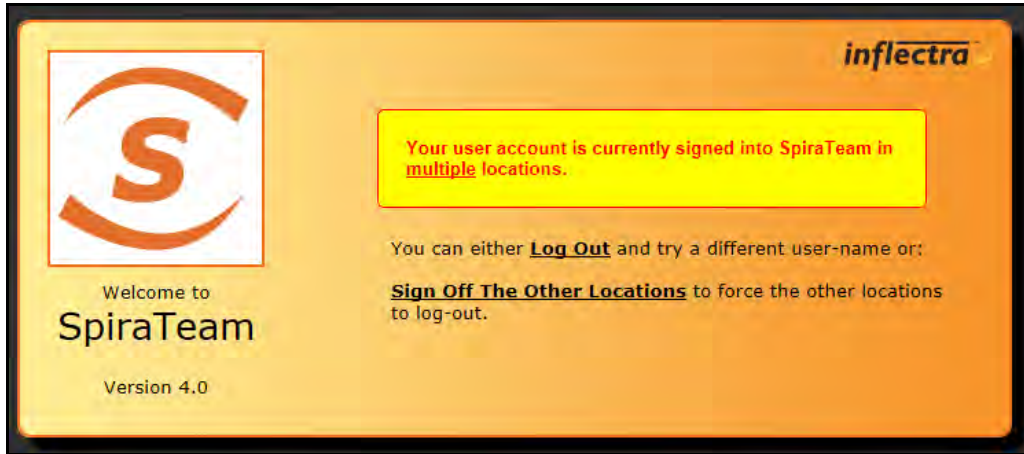 inflectra
S
Your user account is currently signed into SpiraTeam in
multiple locations.
You can either Log Out and try a different user-name or:
Sign Off The Other Locations to force the other locations
to log-out.
Welcome to
SpiraTeam
Version 4.0